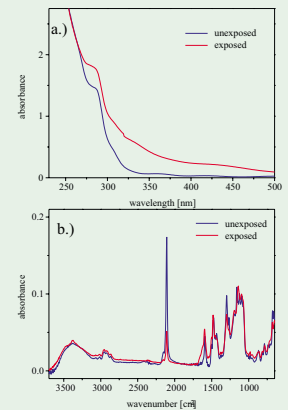 a.)
unexposed
exposed
absorbance
2
1
0
250 300 350 400 450 500
wavelength [nm]
b.)
unexposed
exposed
absorbance
0.2
0.1
0.0
3500 3000 2500 2000 1500 1000
wavenumber [cm